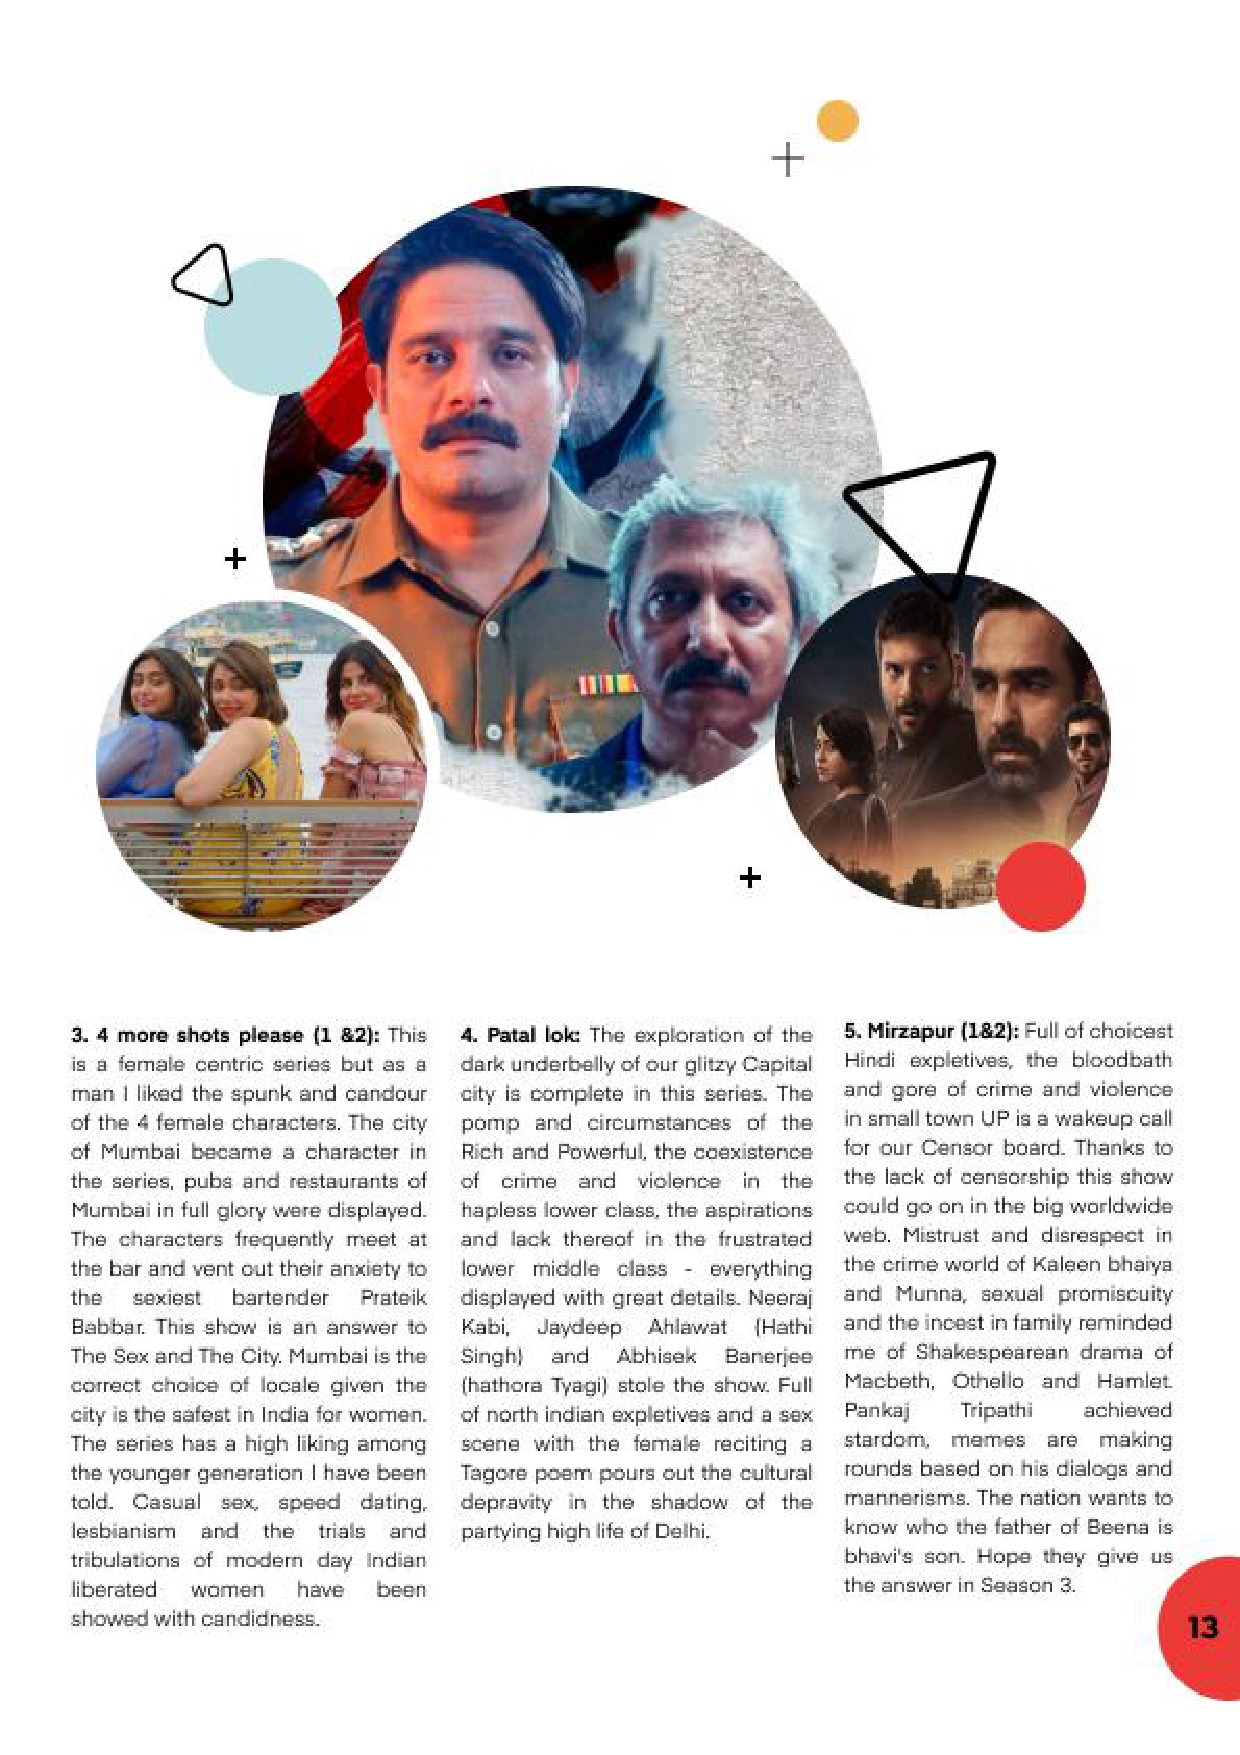 3. 4 more shots please (1 &2): This
is a female centric series but as a
man I liked the spunk and candour
of the 4 female characters. The city
of Mumbai became a character in
the series, pubs and restaurants of
Mumbai in full glory were displayed.
The characters frequently meet at
the bar and vent out their anxiety to
the sexiest bartender Prateik
Babbar. This show is an answer to
The Sex and The City. Mumbai is the
correct choice of locale given the
city is the safest in India for women.
The series has a high liking among
the younger generation I have been
told. Casual sex, speed dating,
lesbianism and the trials and
tribulations of modern day Indian
liberated women have been
showed with candidness.
4. Patal lok: The exploration of the
dark underbelly of our glitzy Capital
city is complete in this series. The
pomp and circumstances of the
Rich and Powerful, the coexistence
of crime and violence in the
hapless lower class, the aspirations
and lack thereof in the frustrated
lower middle class - everything
displayed with great details. Neeraj
Kabi, Jaydeep Ahlawat (Hathi
Singh) and Abhisek Banerjee
(hathora Tyagi) stole the show. Full
of north indian expletives and a sex
scene with the female reciting a
Tagore poem pours out the cultural
depravity in the shadow of the
partying high life of Delhi.
5. Mirzapur (1&2): Full of choicest
Hindi expletives, the bloodbath
and gore of crime and violence
in small town UP is a wakeup call
for our Censor board. Thanks to
the lack of censorship this show
could go on in the big worldwide
web. Mistrust and disrespect in
the crime world of Kaleen bhaiya
and Munna, sexual promiscuity
and the incest in family reminded
me of Shakespearean drama of
Macbeth, Othello and Hamlet.
Pankaj Tripathi achieved
stardom, memes are making
rounds based on his dialogs and
mannerisms. The nation wants to
know who the father of Beena is
bhavi's son. Hope they give us
the answer in Season 3.
13